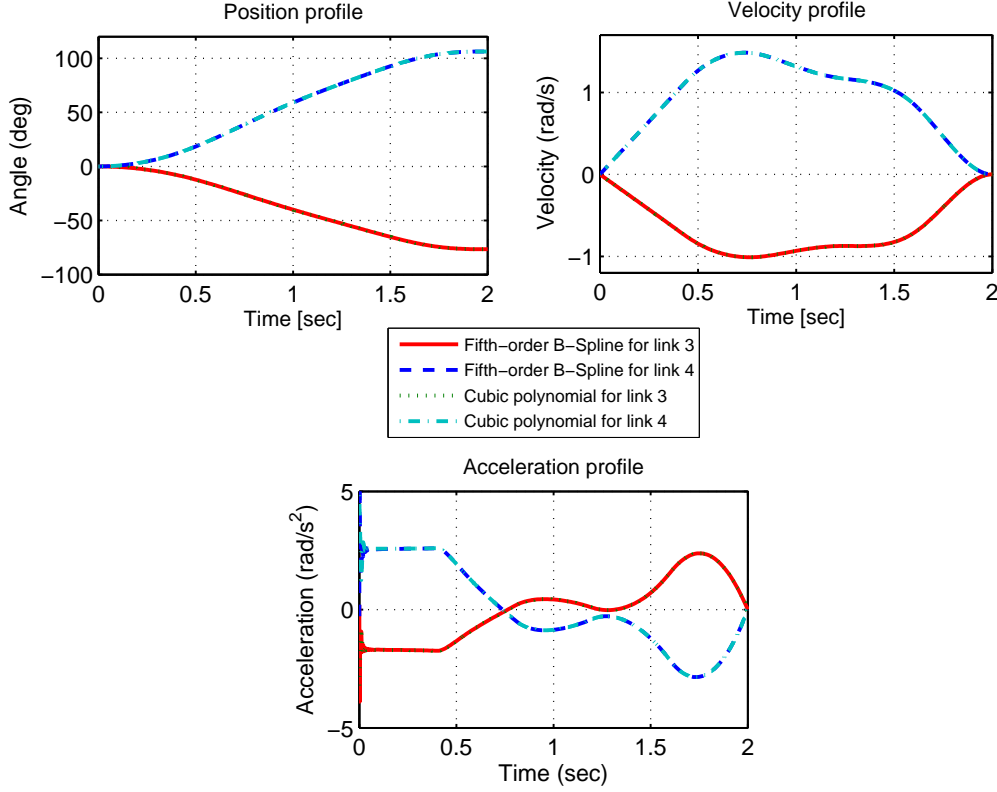 Position profile
Angle (deg)
100
50
0
−50
−100
0 0.5 1 1.5 2
Time [sec]
Velocity profile
Velocity (rad/s)
1
0
−1
0 0.5 1 1.5 2
Time [sec]
Fifth−order B−Spline for link 3
Fifth−order B−Spline for link 4
Cubic polynomial for link 3
Cubic polynomial for link 4
Acceleration profile
Acceleration (rad/s²)
5
0
−5
0 0.5 1 1.5 2
Time (sec)